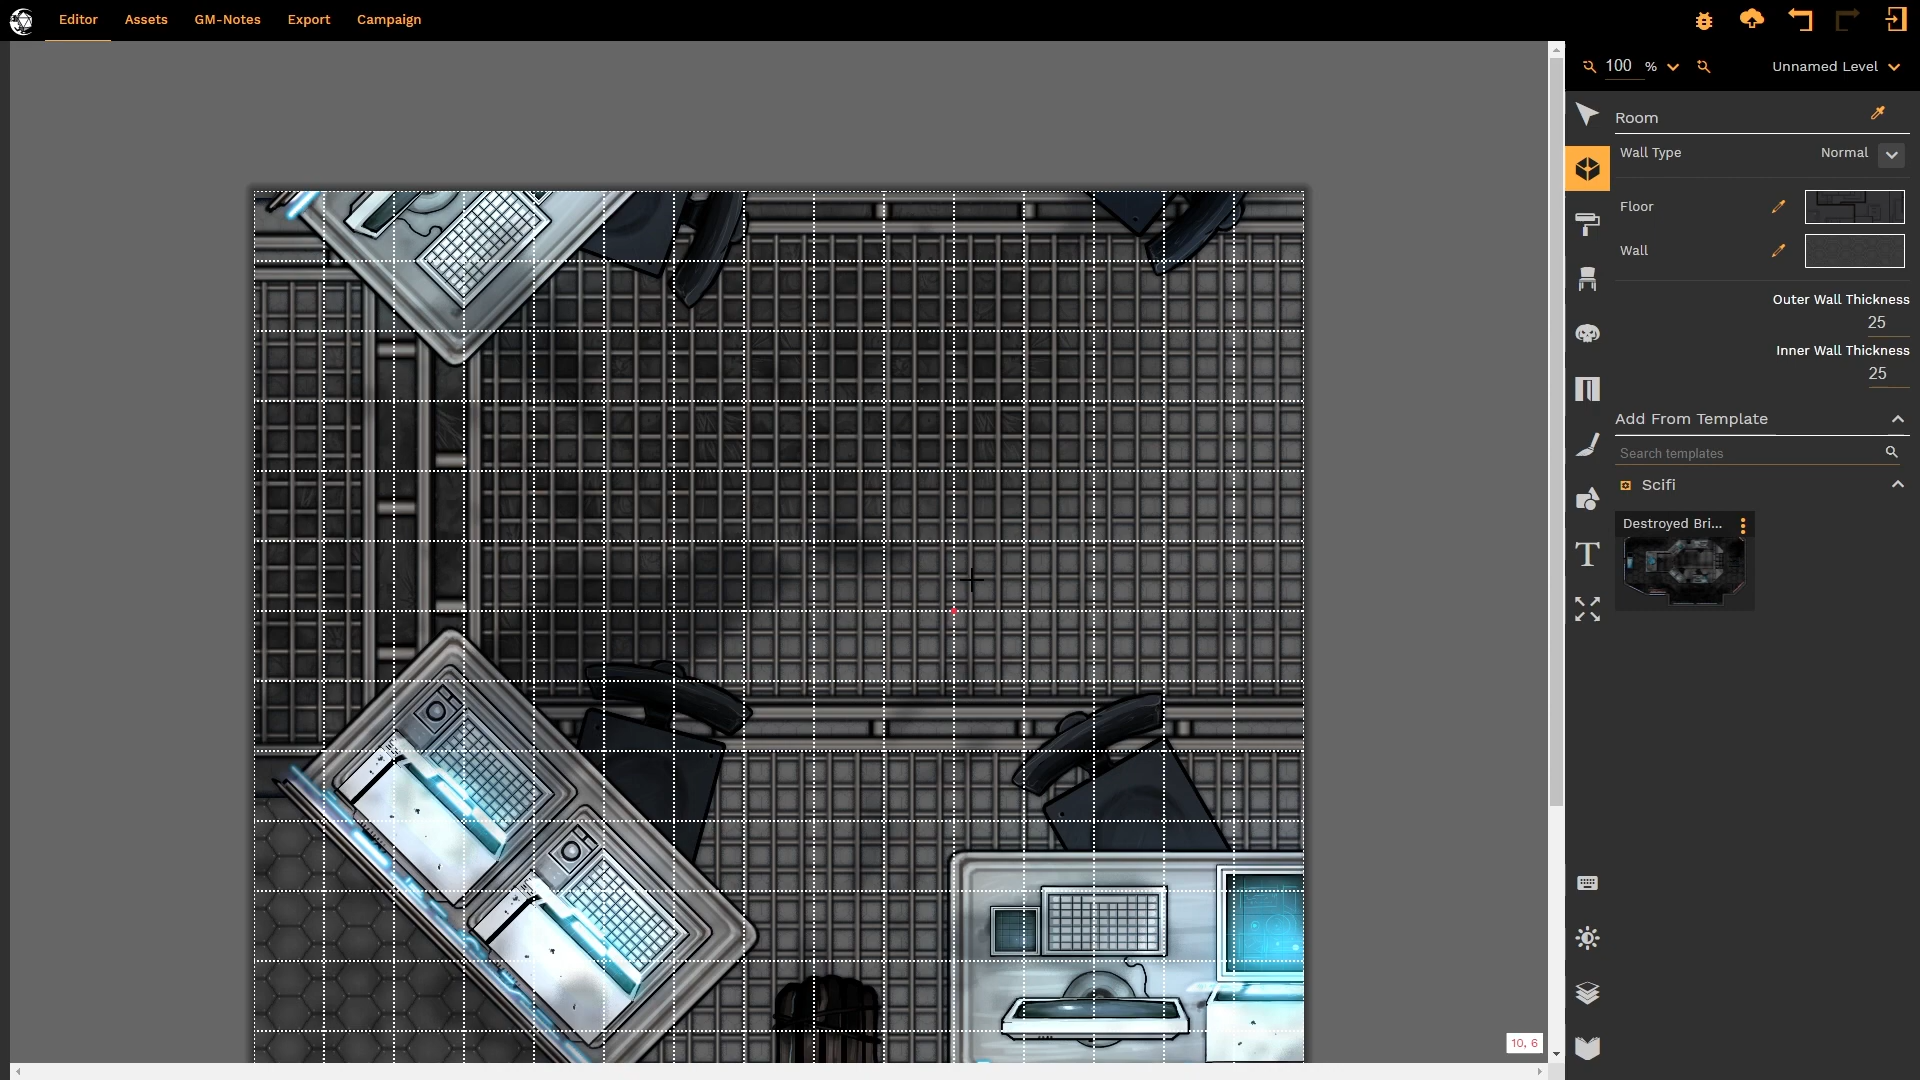 Editor
Assets
GM-Notes
Export
Campaign
100 %
Unnamed Level
Room
Wall Type
Normal
Floor
Wall
Outer Wall Thickness
25
Inner Wall Thickness
25
Add From Template
Search templates
Scifi
Destroyed Bri...
T
10, 6